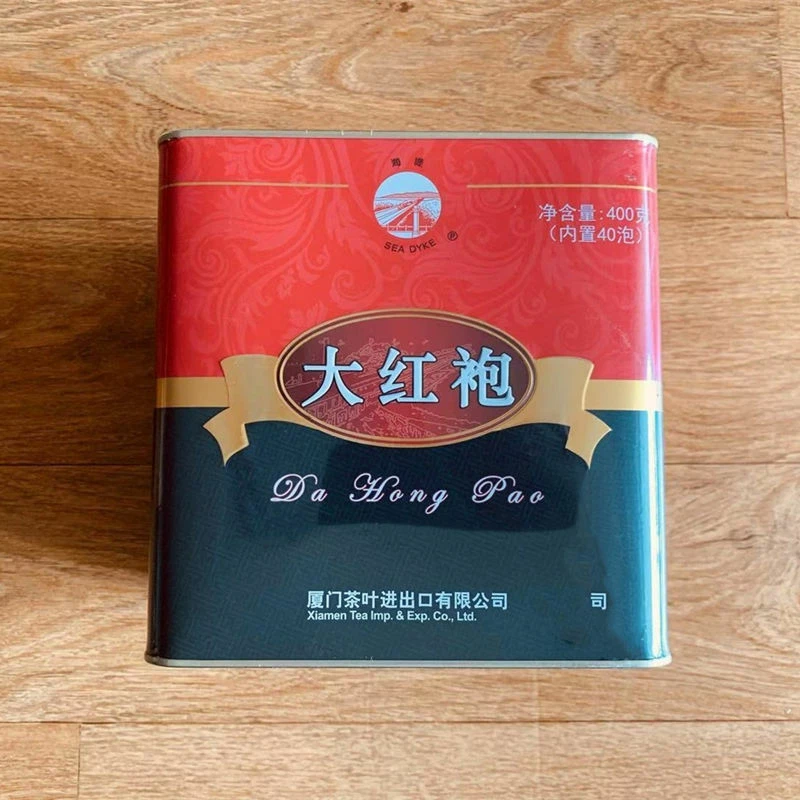 海堤
SEA DYKE ®
净含量:400克
(内置40泡)
大红袍
Da Hong Pao
厦门茶叶进出口有限公司 司
Xiamen Tea Imp. & Exp. Co., Ltd.